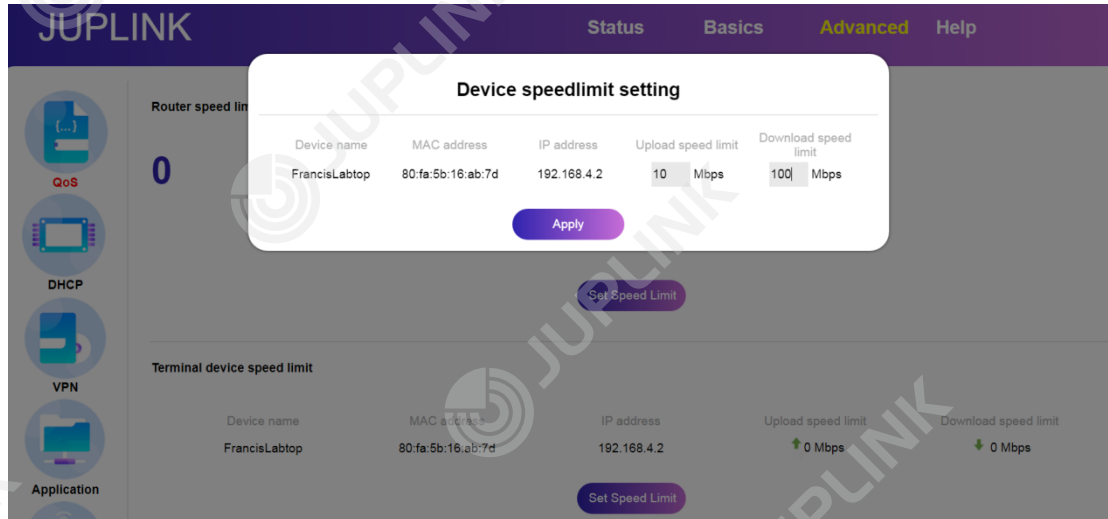 JUPLINK
Status Basics Advanced Help
Device speedlimit setting
Router speed lim
Device name MAC address IP address Upload speed limit Download speed limit
FrancisLabtop 80:fa:5b:16:ab:7d 192.168.4.2 10 Mbps 100 Mbps
0
{...}
QoS
Apply
DHCP
Set Speed Limit
Terminal device speed limit
VPN
Device name MAC address IP address Upload speed limit Download speed limit
FrancisLabtop 80:fa:5b:16:ab:7d 192.168.4.2 0 Mbps 0 Mbps
Application
Set Speed Limit
JUPLINK
JUPLINK
JUPLINK